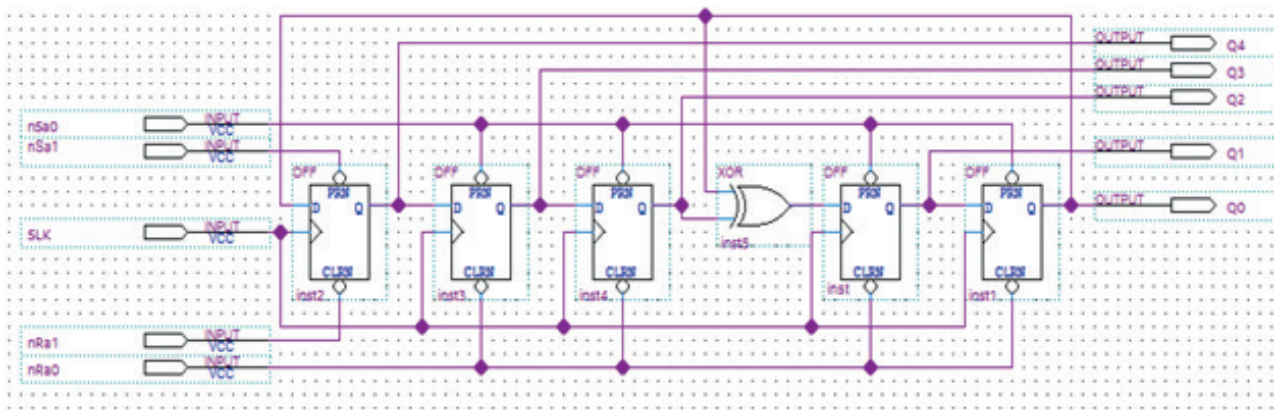 OUTPUT Q4
OUTPUT Q3
OUTPUT Q2
nSa0 INPUT VCC
nSa1 INPUT VCC
OUTPUT Q1
DFF DFF DFF XOR DFF DFF
PRN PRN PRN PRN PRN
D Q D Q D Q D Q D Q
OUTPUT Q0
SLK INPUT VCC
inst5
CLRN CLRN CLRN CLRN CLRN
inst2 inst3 inst4 inst inst1
nRa1 INPUT VCC
nRa0 INPUT VCC